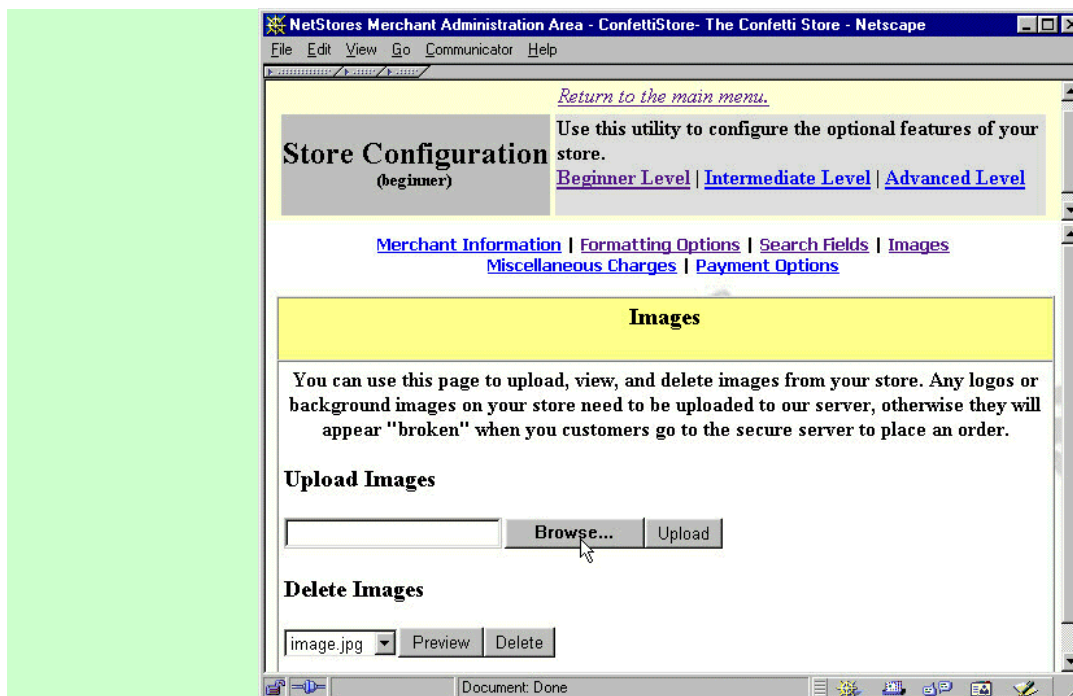 NetStores Merchant Administration Area - ConfettiStore- The Confetti Store - Netscape
File Edit View Go Communicator Help
Return to the main menu.
Store Configuration
(beginner)
Use this utility to configure the optional features of your
store.
Beginner Level | Intermediate Level | Advanced Level
Merchant Information | Formatting Options | Search Fields | Images
Miscellaneous Charges | Payment Options
Images
You can use this page to upload, view, and delete images from your store. Any logos or
background images on your store need to be uploaded to our server, otherwise they will
appear "broken" when you customers go to the secure server to place an order.
Upload Images
Browse... Upload
Delete Images
image.jpg Preview Delete
Document: Done